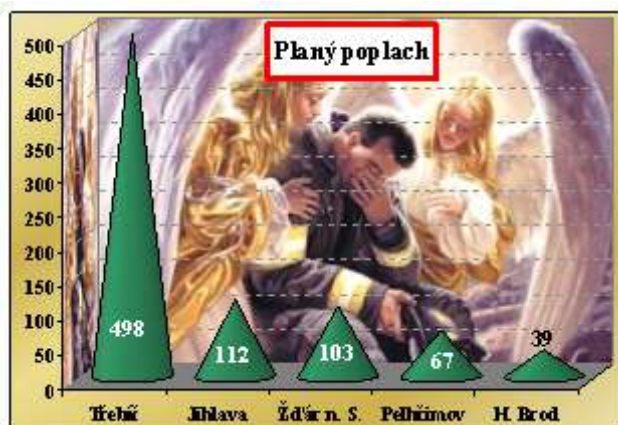 Planý poplach
500
450
400
350
300
250
200
150
100
50
0
498
112
103
67
39
Třebíč
Jihlava
Žďár n. S.
Pelhřimov
H. Brod